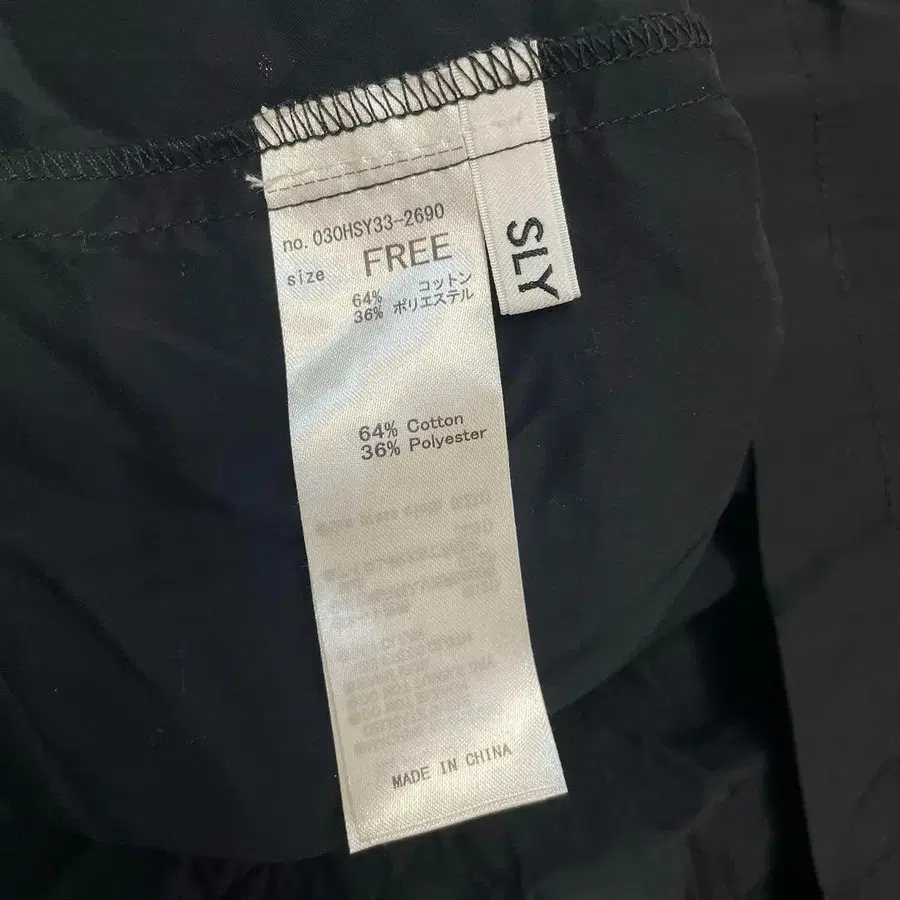 no. 030HSY33-2690
size FREE
64% コットン
36% ポリエステル
64% Cotton
36% Polyester
MADE IN CHINA
SLY